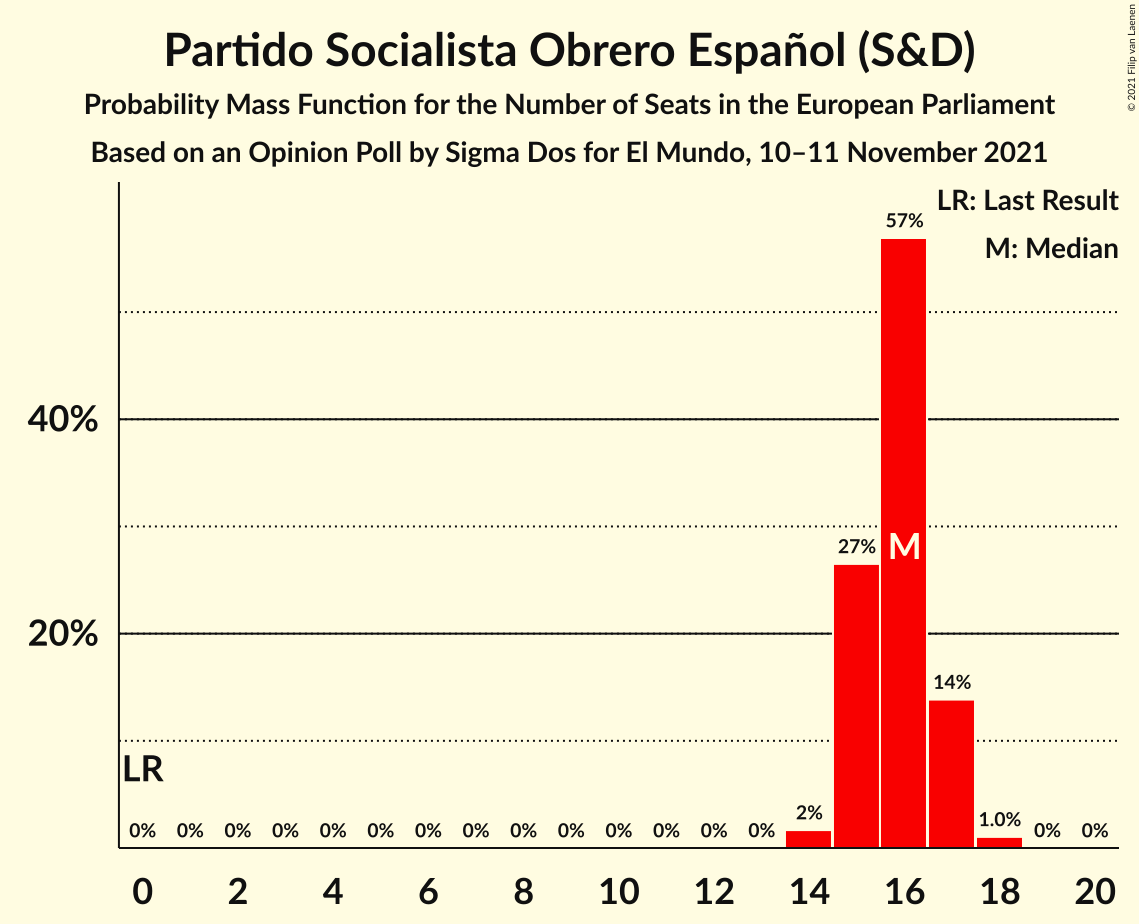 Partido Socialista Obrero Español (S&D)
Probability Mass Function for the Number of Seats in the European Parliament
Based on an Opinion Poll by Sigma Dos for El Mundo, 10–11 November 2021
© 2021 Filip van Laenen
LR: Last Result
M: Median
57%
40%
27%
M
20%
14%
LR
0% 0% 0% 0% 0% 0% 0% 0% 0% 0% 0% 0% 0% 0% 2% 1.0% 0% 0%
0 2 4 6 8 10 12 14 16 18 20